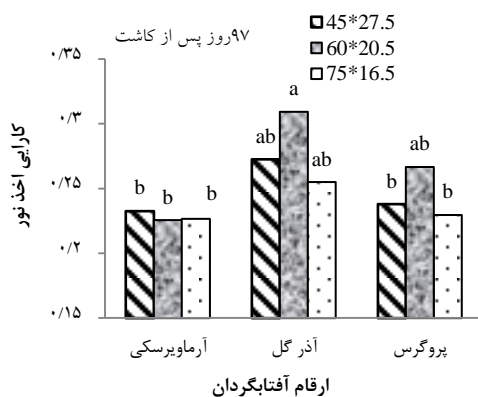 ۹۷روز پس از کاشت
45*27.5
60*20.5
75*16.5
کارایی اخذ نور
۰/۳۵
۰/۳
۰/۲۵
۰/۲
۰/۱۵
b b b
ab a ab
b ab b
آرماویرسکی آذر گل پروگرس
ارقام آفتابگردان